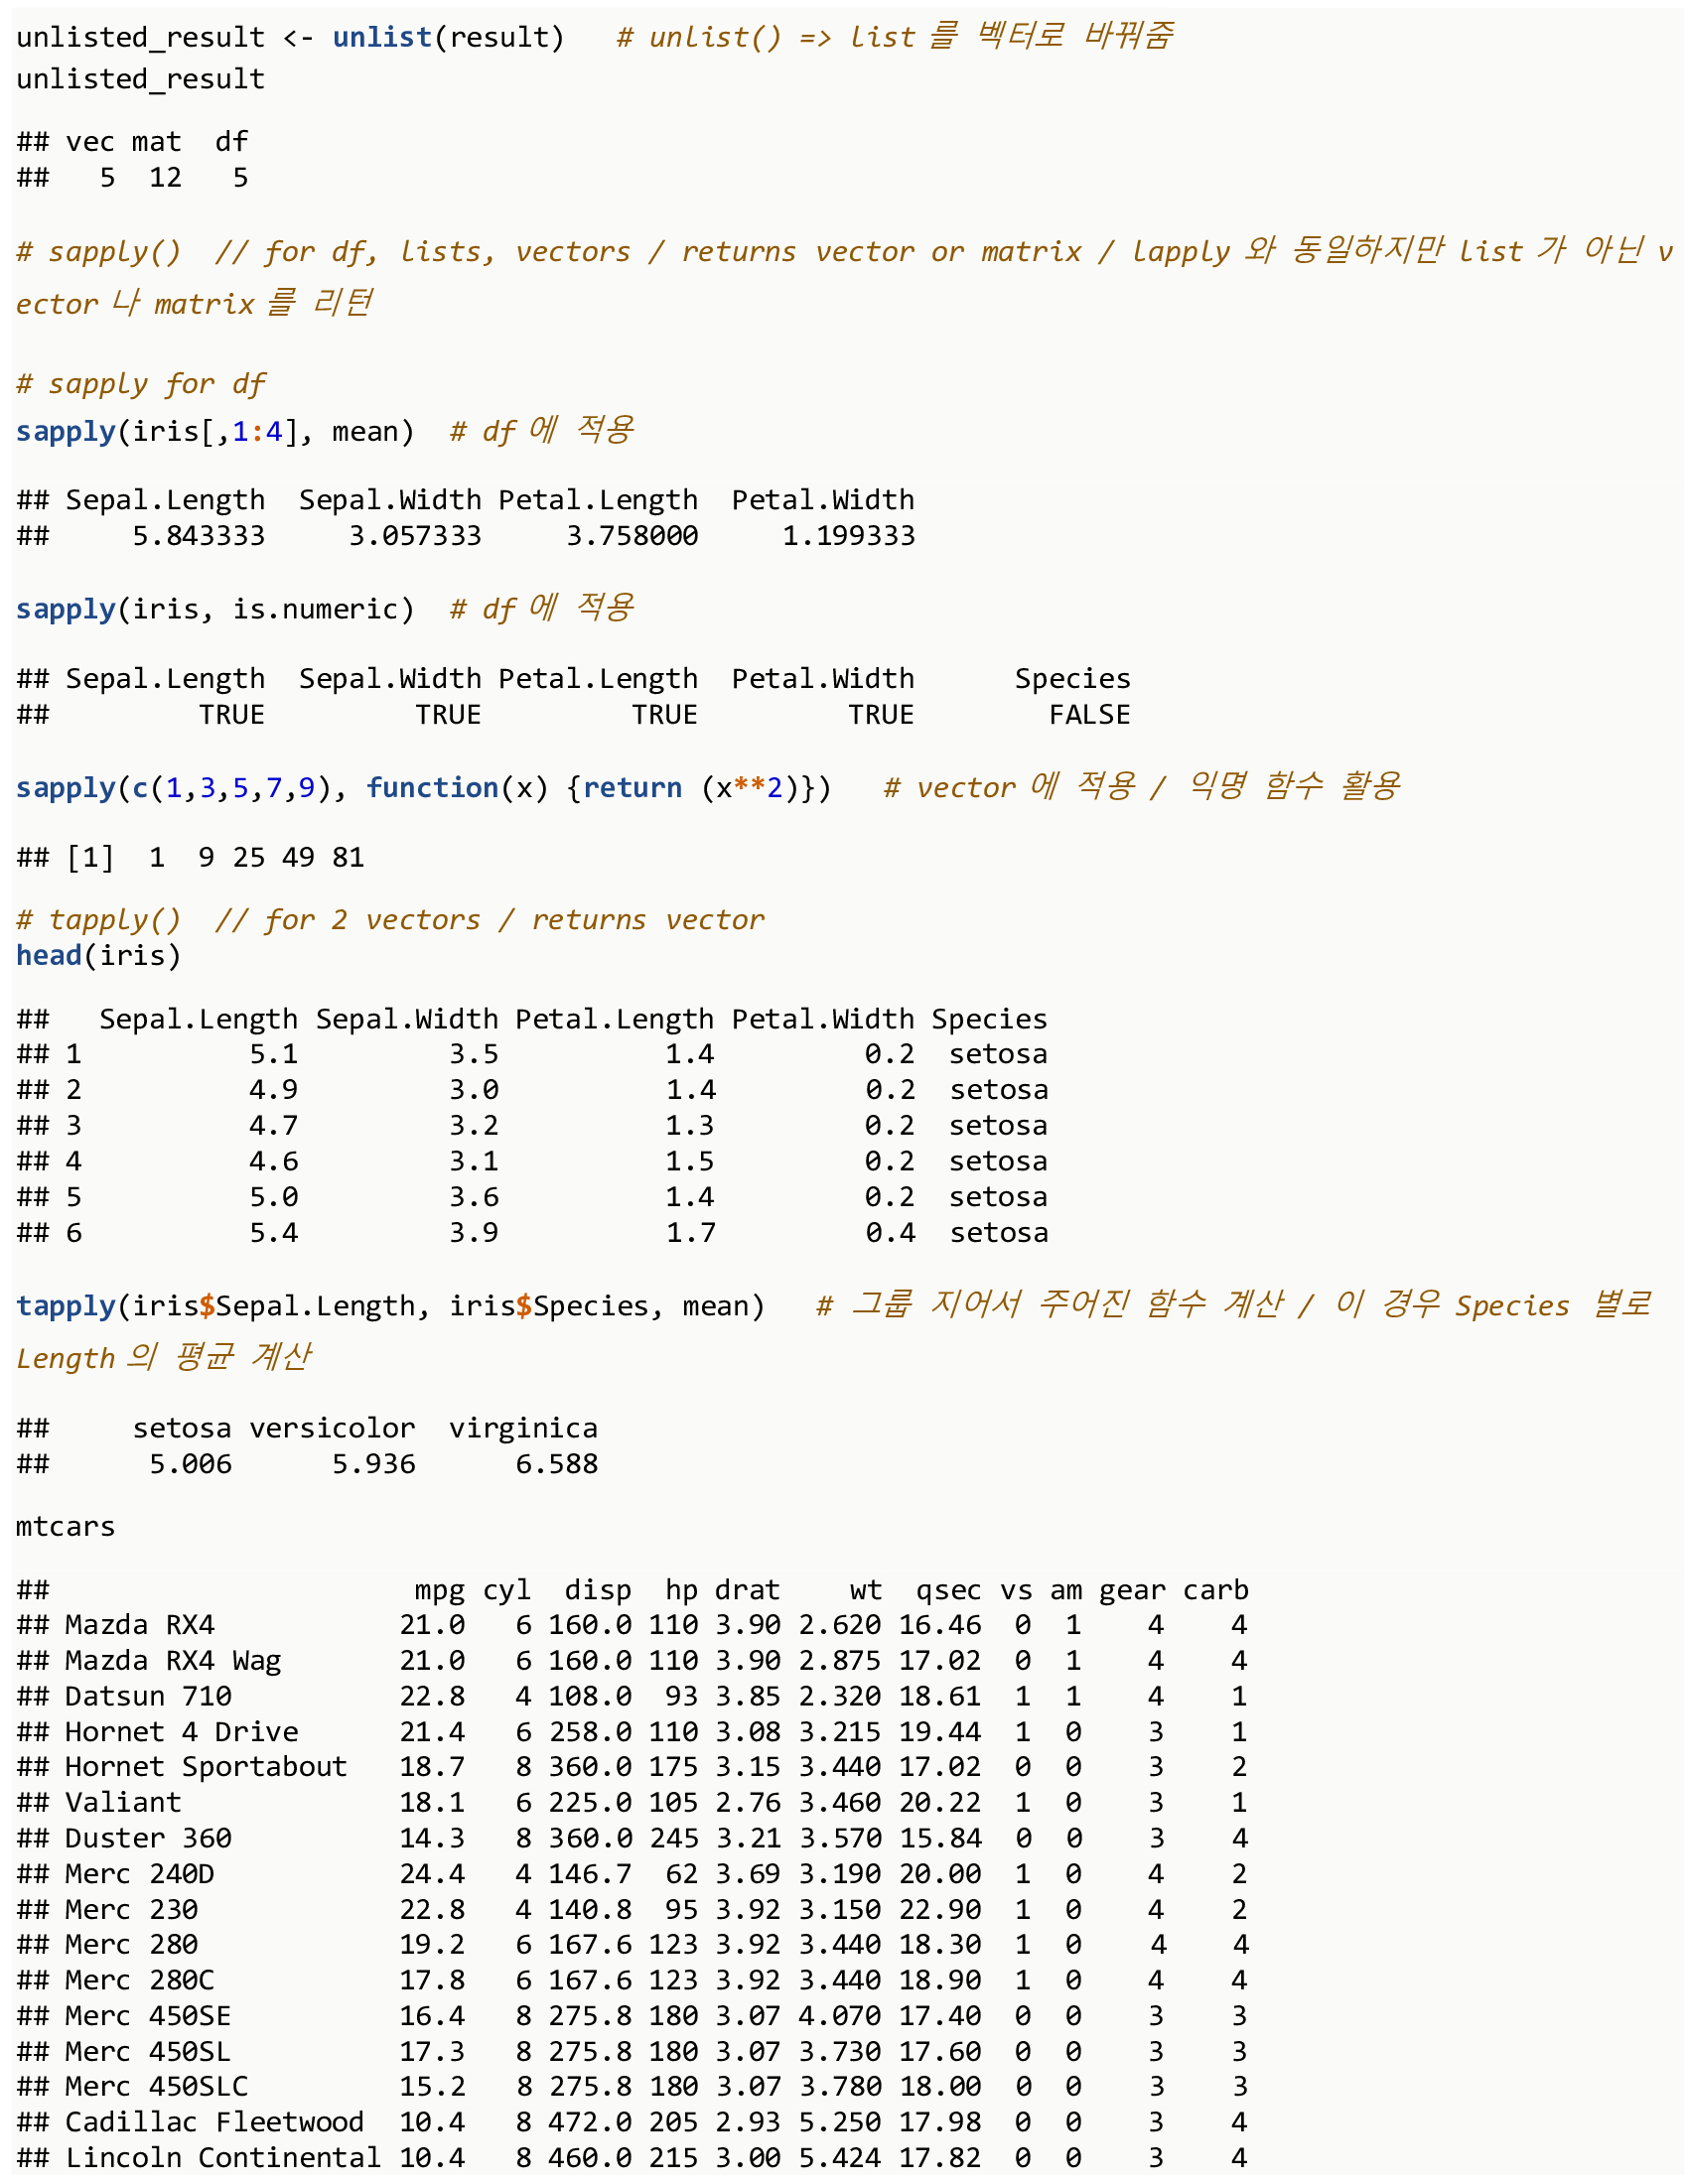 unlisted_result <- unlist(result)   # unlist() => list 를 벡터로 바꿔줌
unlisted_result
## vec mat  df
##   5  12   5
# sapply()  // for df, lists, vectors / returns vector or matrix / lapply 와 동일하지만 list 가 아닌 v
ector 나 matrix 를 리턴
# sapply for df
sapply(iris[,1:4], mean)  # df 에 적용
## Sepal.Length  Sepal.Width Petal.Length  Petal.Width
##     5.843333     3.057333     3.758000     1.199333
sapply(iris, is.numeric)  # df 에 적용
## Sepal.Length  Sepal.Width Petal.Length  Petal.Width      Species
##         TRUE         TRUE         TRUE         TRUE        FALSE
sapply(c(1,3,5,7,9), function(x) {return (x**2)})   # vector 에 적용 / 익명 함수 활용
## [1]  1  9 25 49 81
# tapply()  // for 2 vectors / returns vector
head(iris)
##   Sepal.Length Sepal.Width Petal.Length Petal.Width Species
## 1          5.1         3.5          1.4         0.2  setosa
## 2          4.9         3.0          1.4         0.2  setosa
## 3          4.7         3.2          1.3         0.2  setosa
## 4          4.6         3.1          1.5         0.2  setosa
## 5          5.0         3.6          1.4         0.2  setosa
## 6          5.4         3.9          1.7         0.4  setosa
tapply(iris$Sepal.Length, iris$Species, mean)   # 그룹 지어서 주어진 함수 계산 / 이 경우 Species 별로
Length 의 평균 계산
##     setosa versicolor  virginica
##      5.006      5.936      6.588
mtcars
##                      mpg cyl  disp  hp drat    wt  qsec vs am gear carb
## Mazda RX4           21.0   6 160.0 110 3.90 2.620 16.46  0  1    4    4
## Mazda RX4 Wag       21.0   6 160.0 110 3.90 2.875 17.02  0  1    4    4
## Datsun 710          22.8   4 108.0  93 3.85 2.320 18.61  1  1    4    1
## Hornet 4 Drive      21.4   6 258.0 110 3.08 3.215 19.44  1  0    3    1
## Hornet Sportabout   18.7   8 360.0 175 3.15 3.440 17.02  0  0    3    2
## Valiant             18.1   6 225.0 105 2.76 3.460 20.22  1  0    3    1
## Duster 360          14.3   8 360.0 245 3.21 3.570 15.84  0  0    3    4
## Merc 240D           24.4   4 146.7  62 3.69 3.190 20.00  1  0    4    2
## Merc 230            22.8   4 140.8  95 3.92 3.150 22.90  1  0    4    2
## Merc 280            19.2   6 167.6 123 3.92 3.440 18.30  1  0    4    4
## Merc 280C           17.8   6 167.6 123 3.92 3.440 18.90  1  0    4    4
## Merc 450SE          16.4   8 275.8 180 3.07 4.070 17.40  0  0    3    3
## Merc 450SL          17.3   8 275.8 180 3.07 3.730 17.60  0  0    3    3
## Merc 450SLC         15.2   8 275.8 180 3.07 3.780 18.00  0  0    3    3
## Cadillac Fleetwood  10.4   8 472.0 205 2.93 5.250 17.98  0  0    3    4
## Lincoln Continental 10.4   8 460.0 215 3.00 5.424 17.82  0  0    3    4